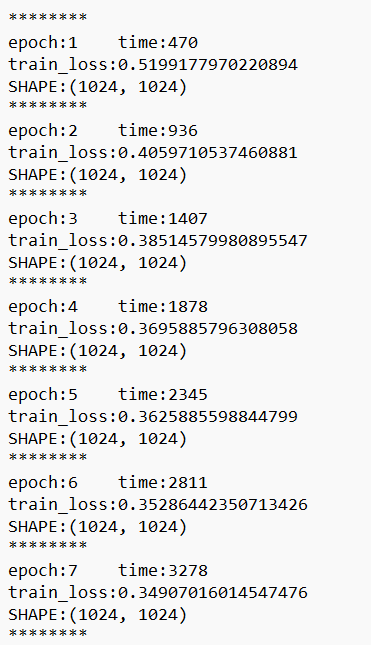 ********
epoch:1    time:470
train_loss:0.5199177970220894
SHAPE:(1024, 1024)
********
epoch:2    time:936
train_loss:0.4059710537460881
SHAPE:(1024, 1024)
********
epoch:3    time:1407
train_loss:0.38514579980895547
SHAPE:(1024, 1024)
********
epoch:4    time:1878
train_loss:0.3695885796308058
SHAPE:(1024, 1024)
********
epoch:5    time:2345
train_loss:0.3625885598844799
SHAPE:(1024, 1024)
********
epoch:6    time:2811
train_loss:0.35286442350713426
SHAPE:(1024, 1024)
********
epoch:7    time:3278
train_loss:0.34907016014547476
SHAPE:(1024, 1024)
********